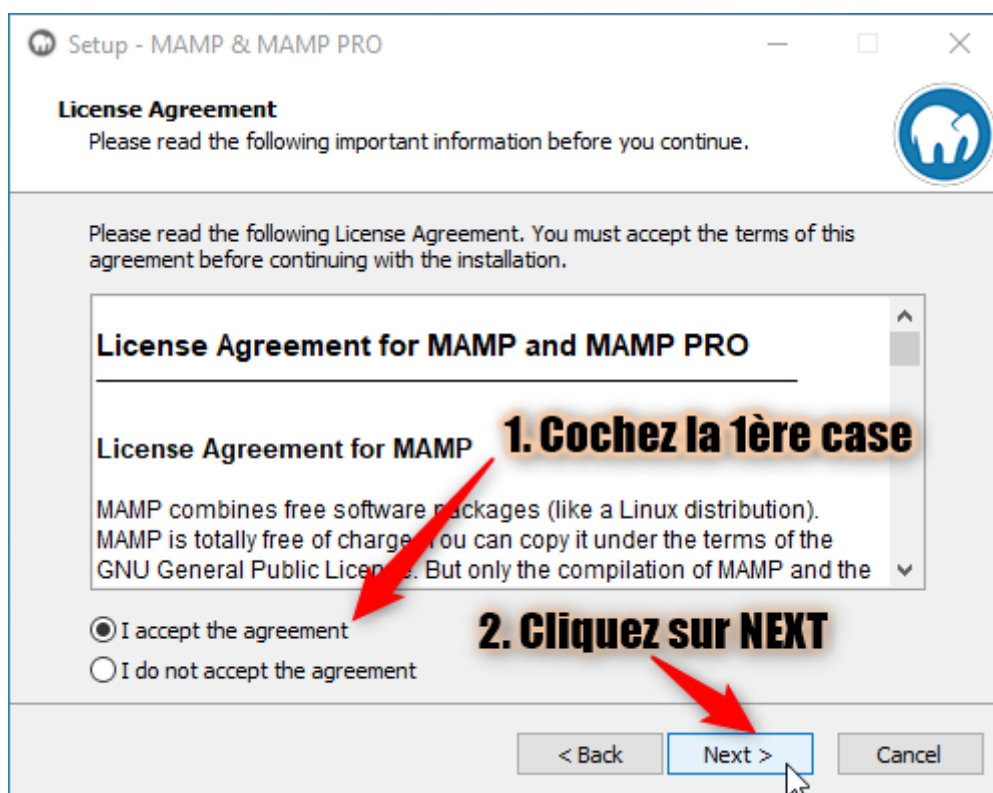 Setup - MAMP & MAMP PRO
License Agreement
Please read the following important information before you continue.
Please read the following License Agreement. You must accept the terms of this
agreement before continuing with the installation.
License Agreement for MAMP and MAMP PRO
1. Cochez la 1ère case
License Agreement for MAMP
MAMP combines free software packages (like a Linux distribution).
MAMP is totally free of charge. You can copy it under the terms of the
GNU General Public License. But only the compilation of MAMP and the
I accept the agreement
2. Cliquez sur NEXT
I do not accept the agreement
< Back
Next >
Cancel